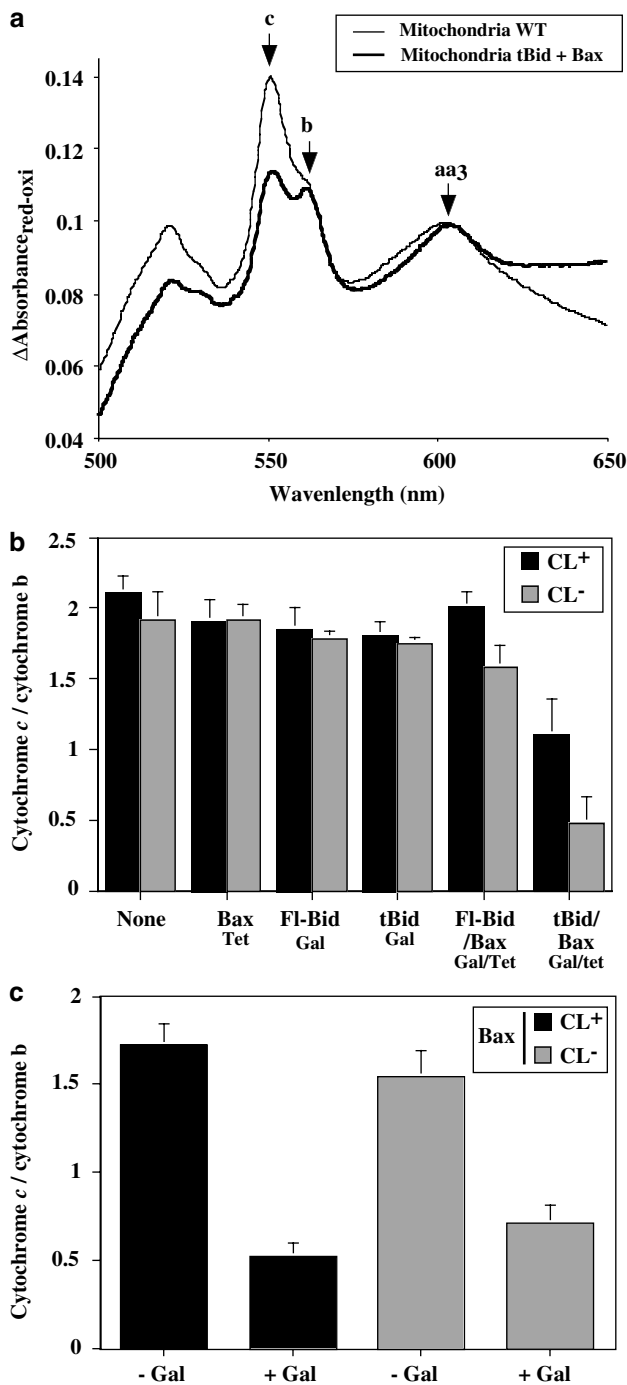 a
c
Mitochondria WT
Mitochondria tBid + Bax
0.14
b
0.12
aa3
0.1
0.08
0.06
0.04
ΔAbsorbancered-oxi
500
550
600
650
Wavenlength (nm)
b
2.5
CL+
CL-
2
1.5
1
0.5
0
Cytochrome c / cytochrome b
None
Bax
Tet
Fl-Bid
Gal
tBid
Gal
Fl-Bid
/Bax
Gal/Tet
tBid/
Bax
Gal/tet
c
2
Bax
CL+
CL-
1.5
1
0.5
0
Cytochrome c / cytochrome b
- Gal
+ Gal
- Gal
+ Gal